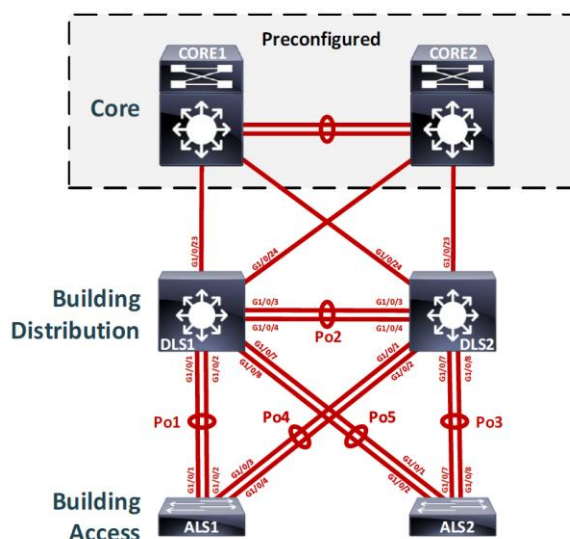 Preconfigured
CORE1
CORE2
Core
G1/0/23
G1/0/24
G1/0/24
G1/0/23
Building
Distribution
DLS1
G1/0/3
G1/0/4
G1/0/3
G1/0/4
Po2
DLS2
G1/0/1
G1/0/2
G1/0/7
G1/0/8
G1/0/1
G1/0/2
G1/0/7
G1/0/8
Po1
Po4
Po5
Po3
G1/0/1
G1/0/2
G1/0/3
G1/0/4
G1/0/1
G1/0/2
G1/0/7
G1/0/8
Building
Access
ALS1
ALS2